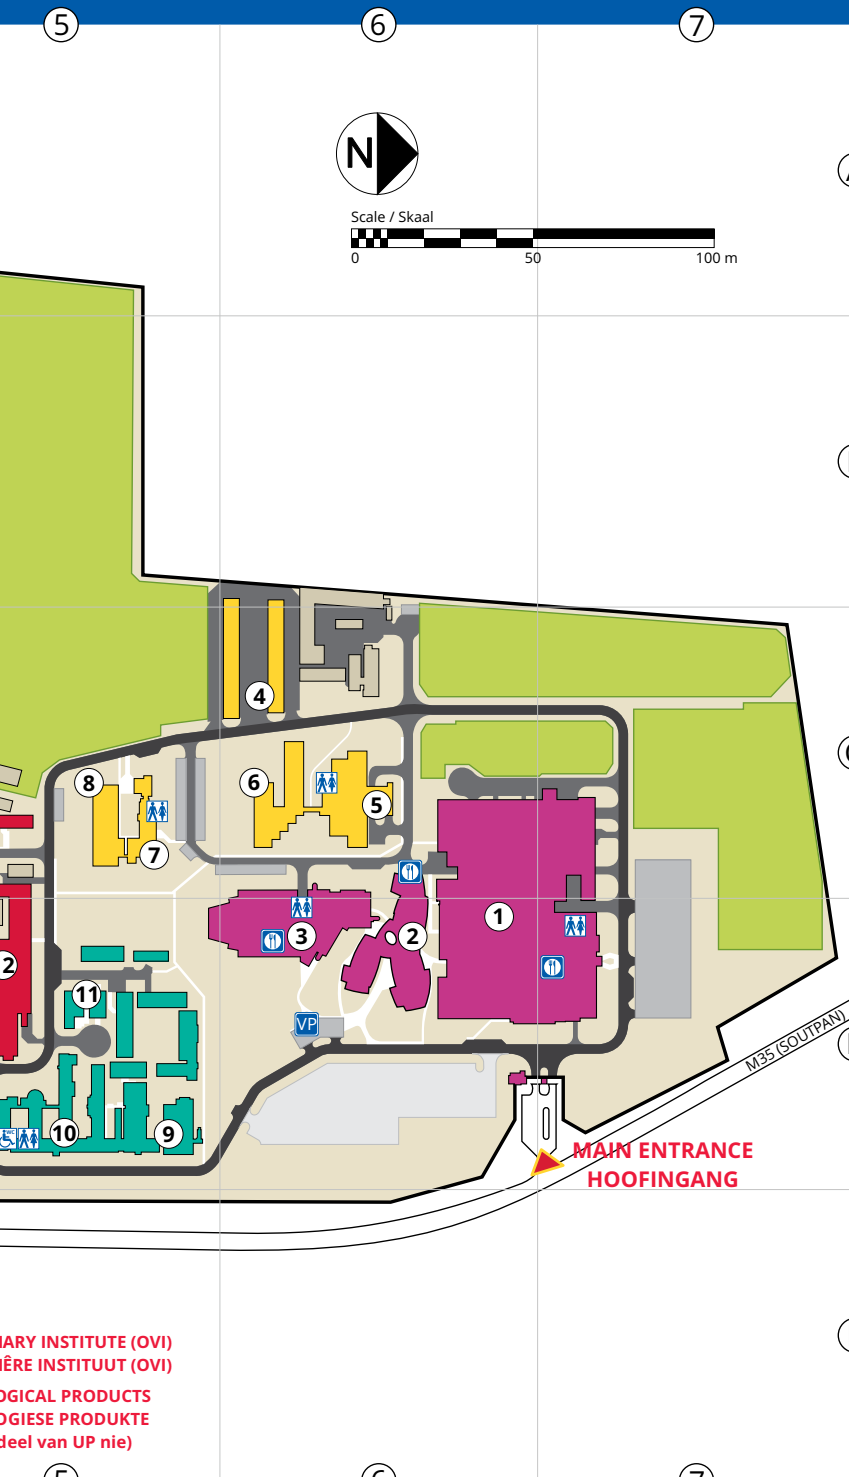 5
6
7
N
Scale / Skaal
0
50
100 m
4
8
6
5
7
1
3
2
2
11
VP
M35 (SOUTPAN)
WC
10
9
MAIN ENTRANCE
HOOFINGANG
IARY INSTITUTE (OVI)
IÊRE INSTITUUT (OVI)
OGICAL PRODUCTS
OGIESE PRODUKTE
deel van UP nie)
5
6
7